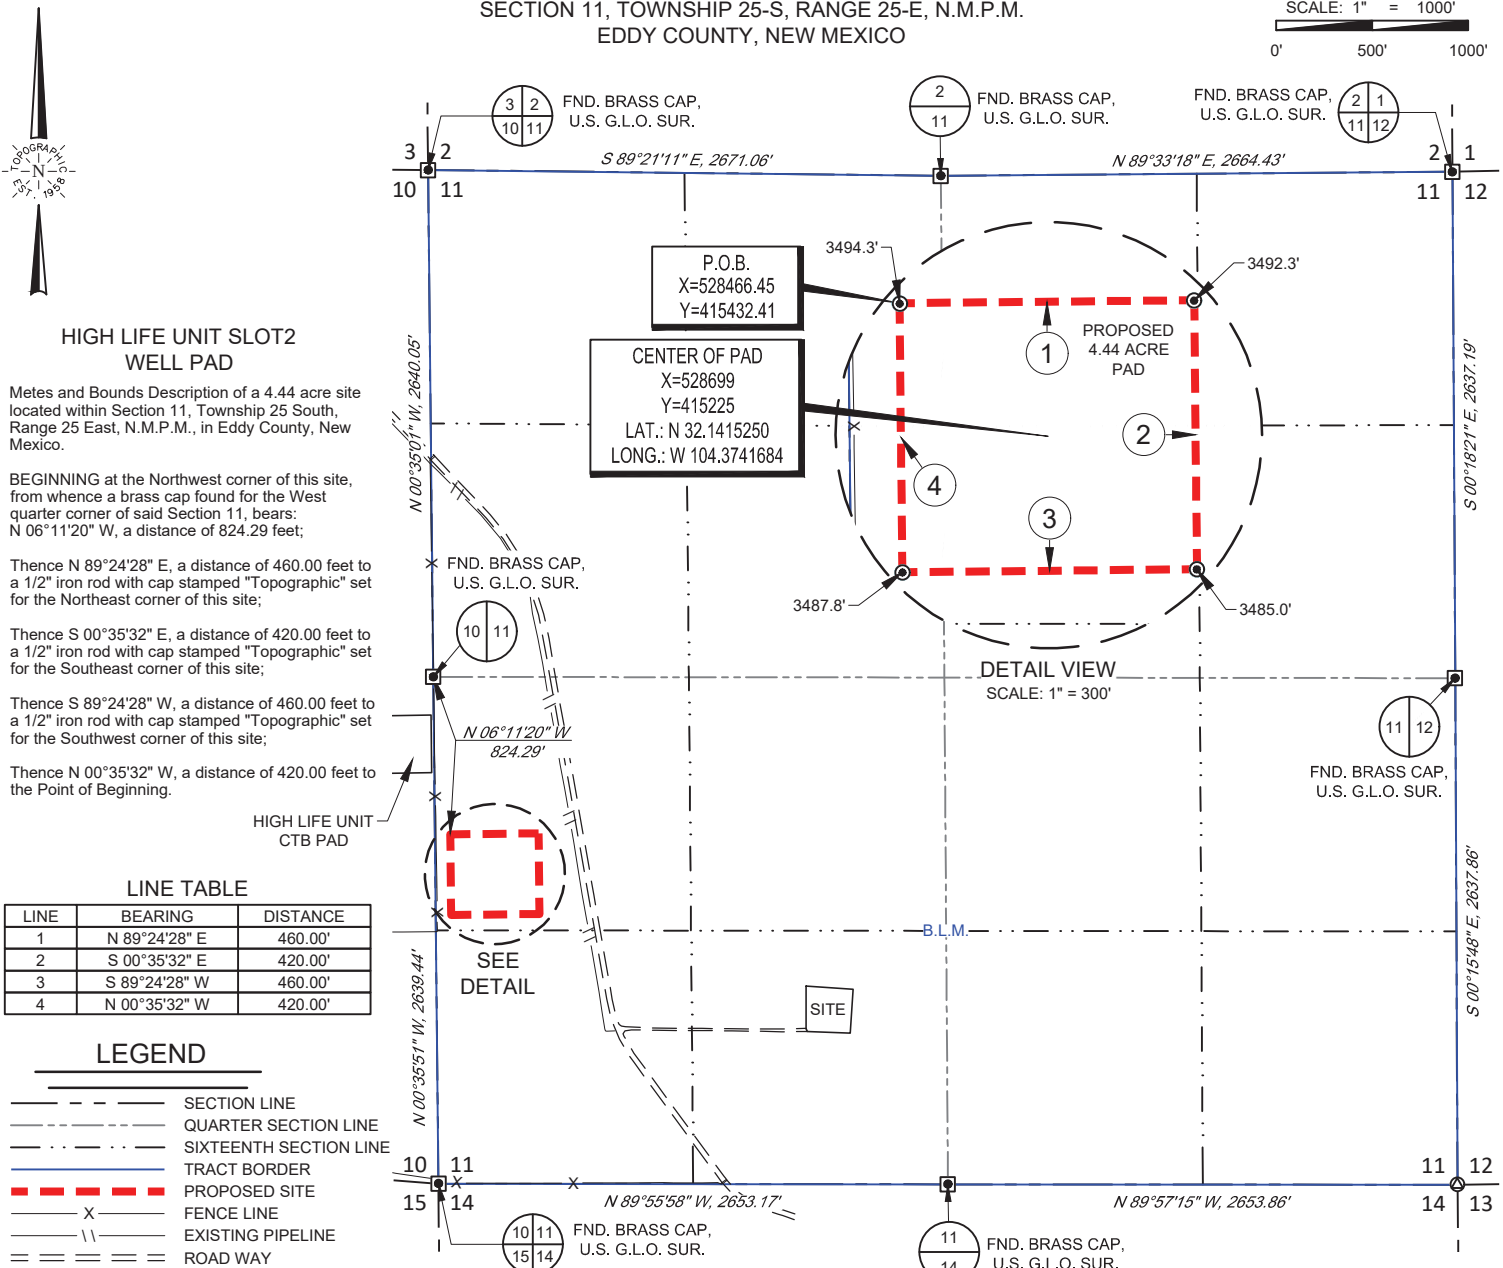 SECTION 11, TOWNSHIP 25-S, RANGE 25-E, N.M.P.M.
EDDY COUNTY, NEW MEXICO
SCALE: 1" = 1000'
0' 500' 1000'
TOPOGRAPHIC
N
EST. 1958
3 2
10 11
FND. BRASS CAP,
U.S. G.L.O. SUR.
2
11
FND. BRASS CAP,
U.S. G.L.O. SUR.
FND. BRASS CAP,
U.S. G.L.O. SUR.
2 1
11 12
3 2
10 11
S 89°21'11" E, 2671.06'
N 89°33'18" E, 2664.43'
2 1
11 12
HIGH LIFE UNIT SLOT2
WELL PAD
Metes and Bounds Description of a 4.44 acre site
located within Section 11, Township 25 South,
Range 25 East, N.M.P.M., in Eddy County, New
Mexico.
BEGINNING at the Northwest corner of this site,
from whence a brass cap found for the West
quarter corner of said Section 11, bears:
N 06°11'20" W, a distance of 824.29 feet;
Thence N 89°24'28" E, a distance of 460.00 feet to
a 1/2" iron rod with cap stamped "Topographic" set
for the Northeast corner of this site;
Thence S 00°35'32" E, a distance of 420.00 feet to
a 1/2" iron rod with cap stamped "Topographic" set
for the Southeast corner of this site;
Thence S 89°24'28" W, a distance of 460.00 feet to
a 1/2" iron rod with cap stamped "Topographic" set
for the Southwest corner of this site;
Thence N 00°35'32" W, a distance of 420.00 feet to
the Point of Beginning.
N 00°35'01" W, 2640.05'
P.O.B.
X=528466.45
Y=415432.41
CENTER OF PAD
X=528699
Y=415225
LAT.: N 32.1415250
LONG.: W 104.3741684
3494.3'
3492.3'
1
PROPOSED
4.44 ACRE
PAD
2
4
3
3487.8'
3485.0'
DETAIL VIEW
SCALE: 1" = 300'
S 00°18'21" E, 2637.19'
FND. BRASS CAP,
U.S. G.L.O. SUR.
10 11
N 06°11'20" W
824.29'
HIGH LIFE UNIT
CTB PAD
11 12
FND. BRASS CAP,
U.S. G.L.O. SUR.
SEE
DETAIL
B.L.M.
SITE
N 00°35'51" W, 2639.44'
S 00°15'48" E, 2637.86'
LINE TABLE
LINE BEARING DISTANCE
1 N 89°24'28" E 460.00'
2 S 00°35'32" E 420.00'
3 S 89°24'28" W 460.00'
4 N 00°35'32" W 420.00'
LEGEND
SECTION LINE
QUARTER SECTION LINE
SIXTEENTH SECTION LINE
TRACT BORDER
PROPOSED SITE
X FENCE LINE
\\ EXISTING PIPELINE
ROAD WAY
10 11
15 14
N 89°55'58" W, 2653.17'
N 89°57'15" W, 2653.86'
11 12
14 13
10 11
15 14
FND. BRASS CAP,
U.S. G.L.O. SUR.
11
14
FND. BRASS CAP,
U.S. G.L.O. SUR.